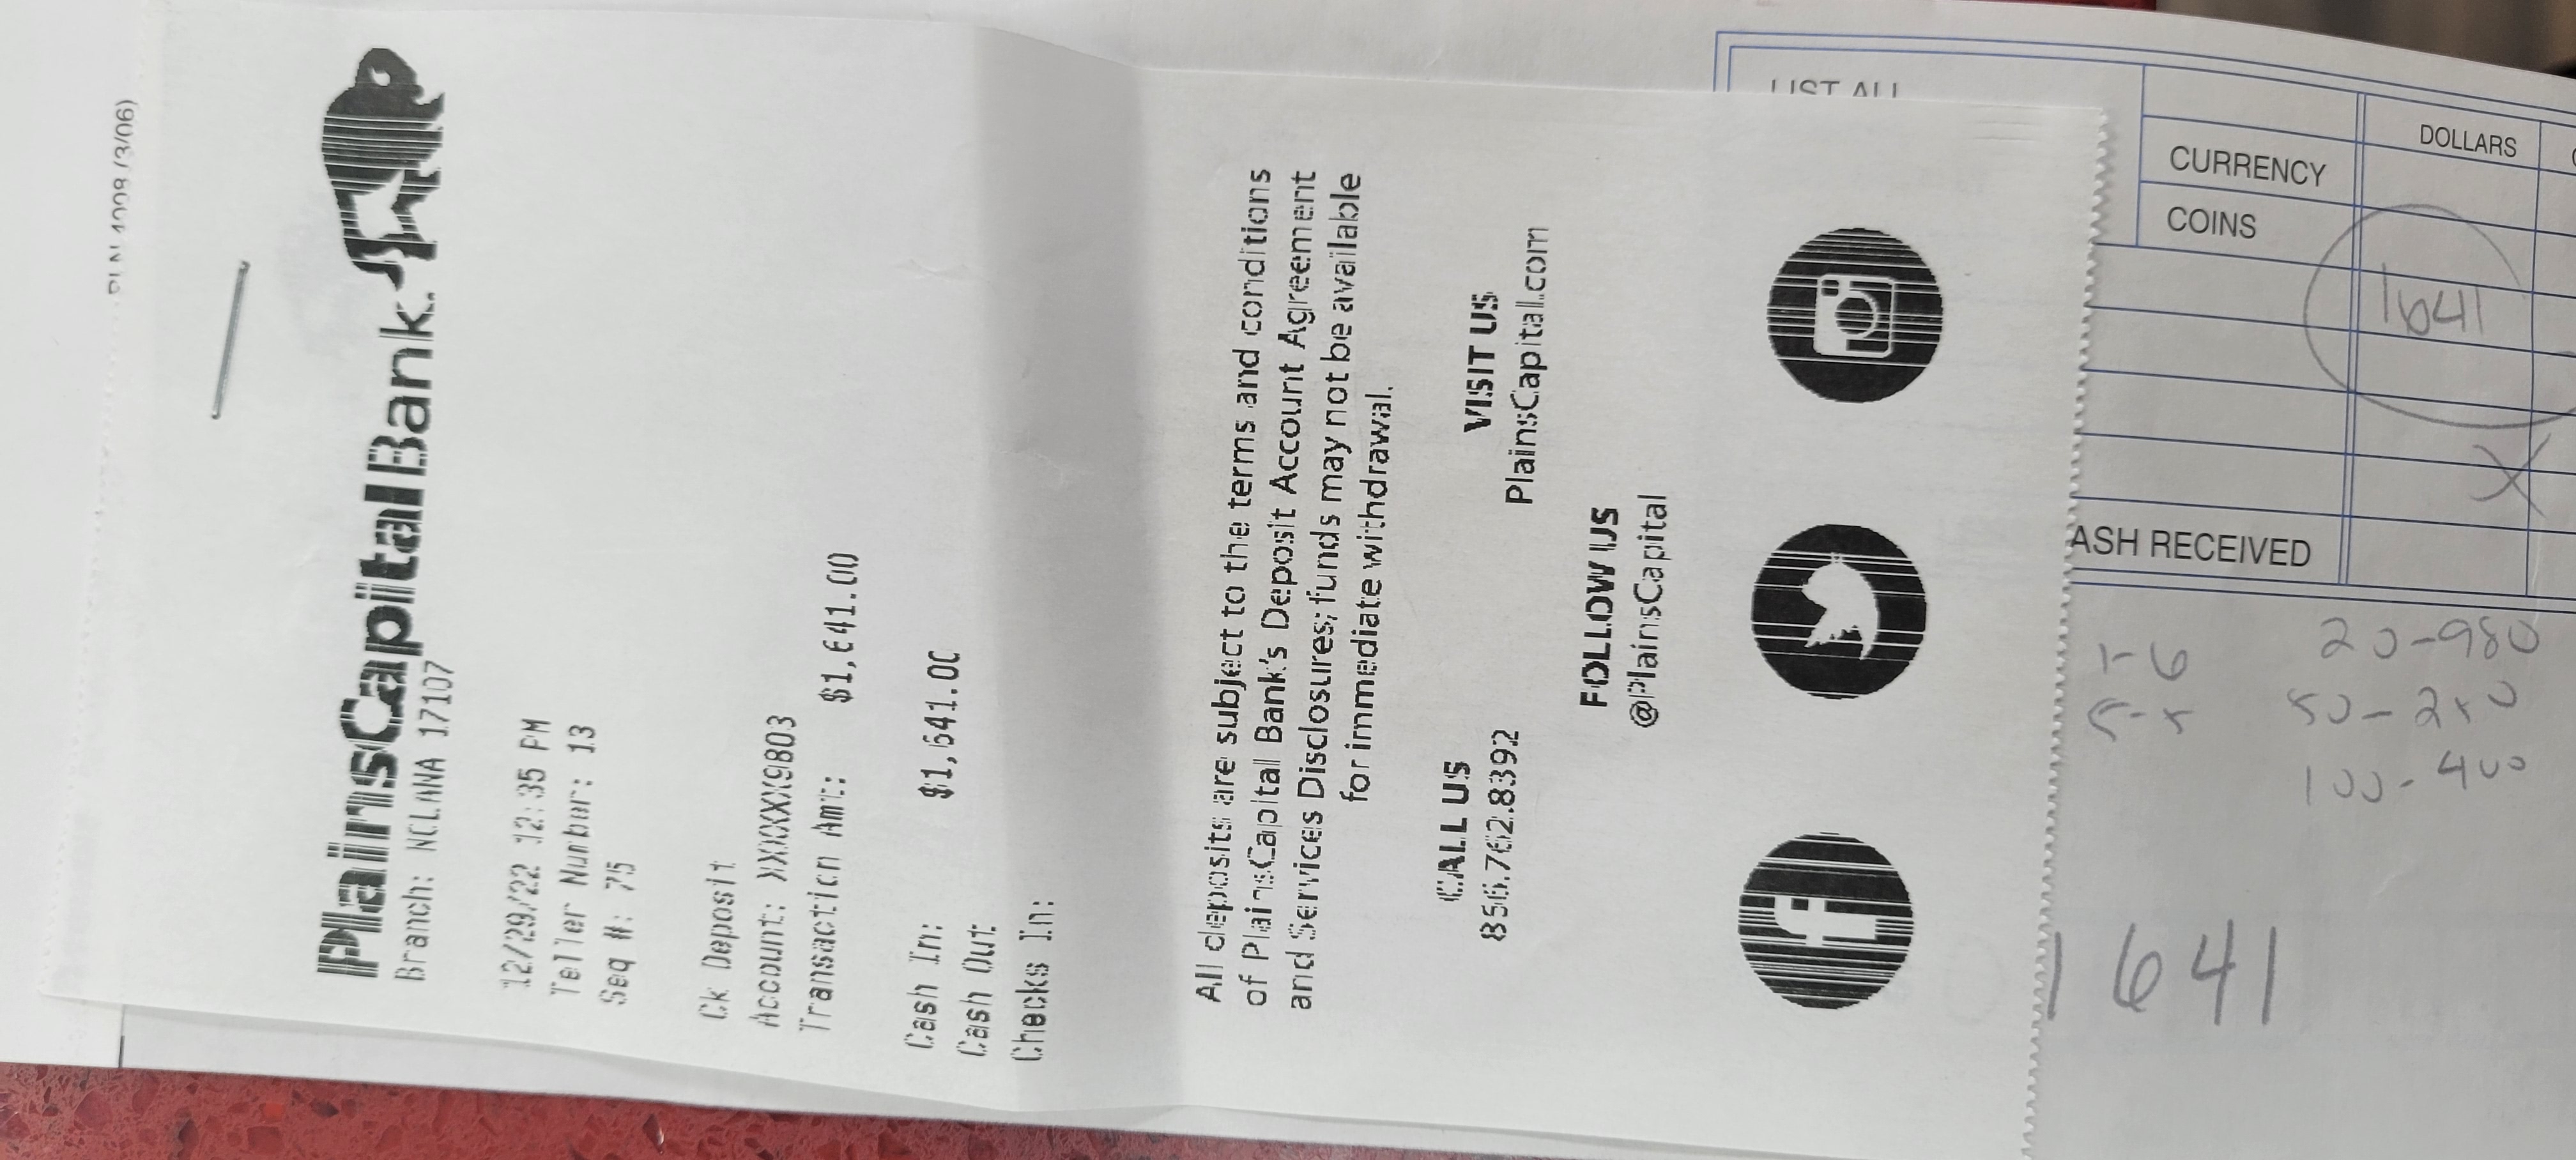 PLN 4008 (3/06)
PlainsCapital Bank.
Branch: NCLANA 17107
12/29/22 12:35 PM
Teller Number: 13
Seq #: 75
Ck Deposit
Account: XXXXXX9803
Transaction Amt: $1,641.00
Cash In: $1,641.00
Cash Out
Checks In:
All deposits are subject to the terms and conditions
of PlainsCapital Bank's Deposit Account Agreement
and Services Disclosures; funds may not be available
for immediate withdrawal.
CALL US
856.762.8392
VISIT US
PlainsCapital.com
FOLLOW US
@PlainsCapital
LIST ALL
DOLLARS
CURRENCY
COINS
1641
ASH RECEIVED
20-980
1-6
100-400
1641